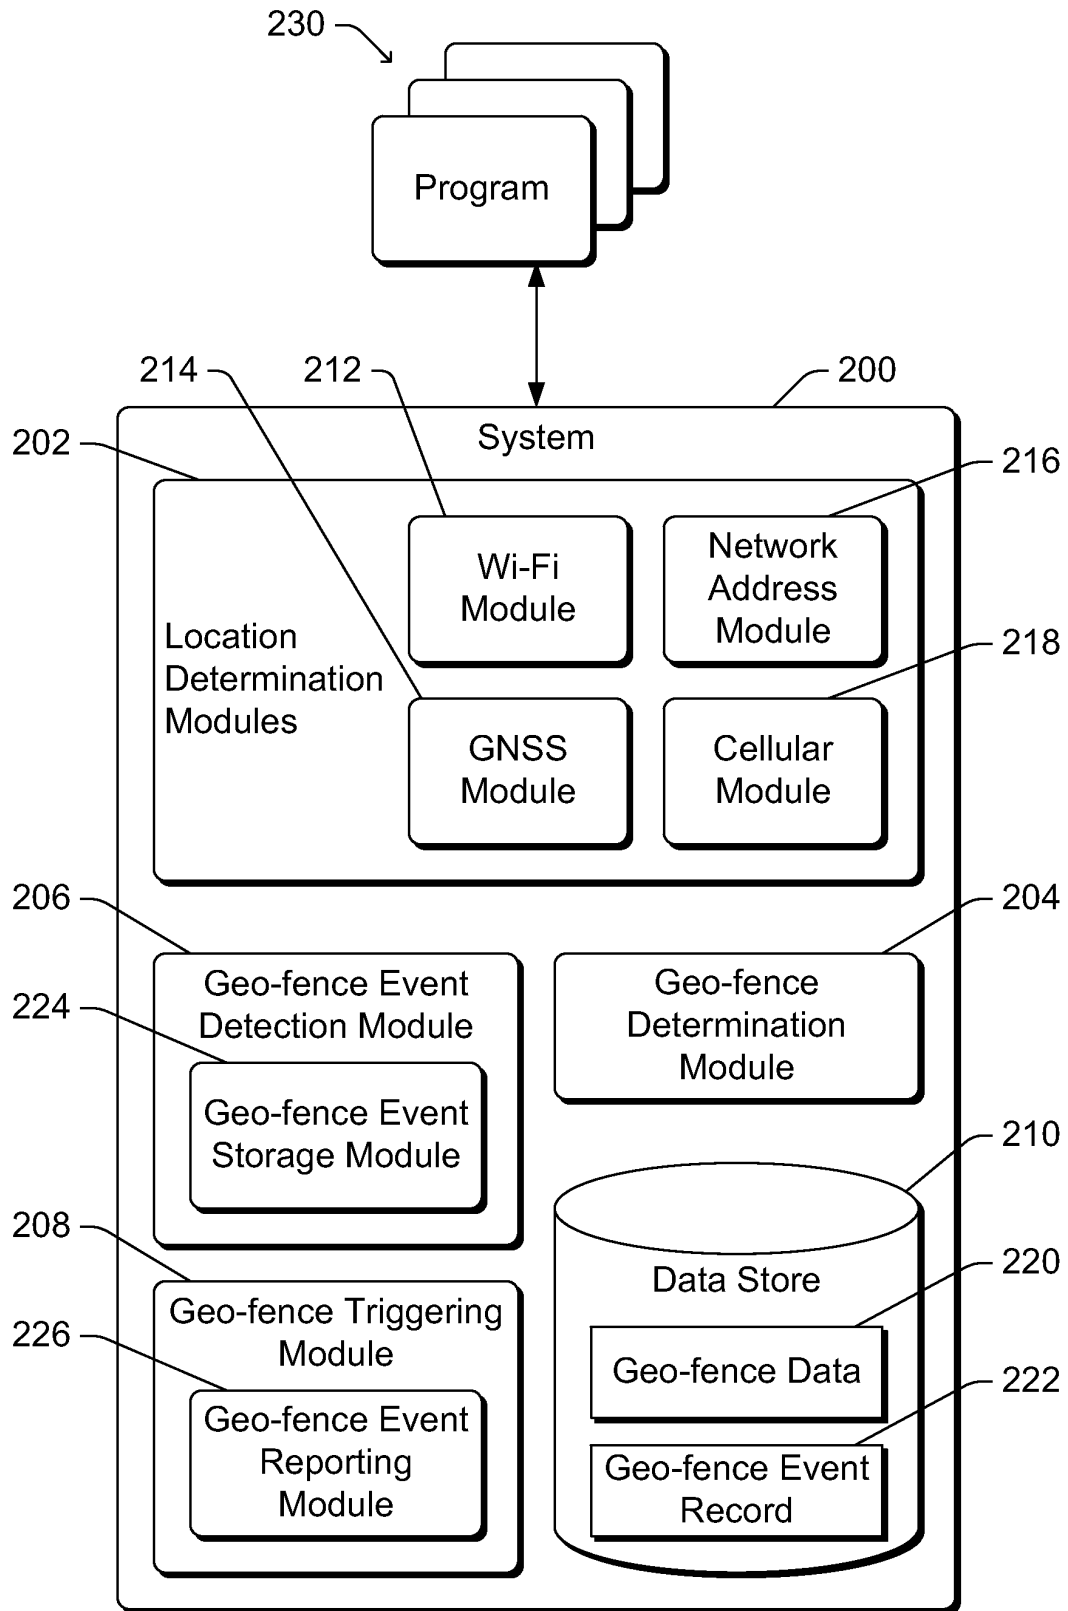 230
Program
214
212
200
System
202
216
Wi-Fi
Module
Network
Address
Module
Location
Determination
Modules
218
GNSS
Module
Cellular
Module
206
204
Geo-fence Event
Detection Module
Geo-fence
Determination
Module
224
Geo-fence Event
Storage Module
210
208
Data Store
220
Geo-fence Triggering
Module
226
Geo-fence Data
222
Geo-fence Event
Reporting
Module
Geo-fence Event
Record